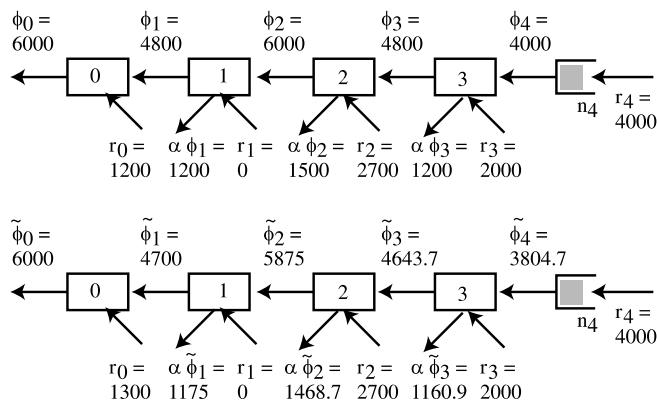 ϕ0 = ϕ1 = ϕ2 = ϕ3 = ϕ4 =
6000 4800 6000 4800 4000
0 1 2 3
n4 r4 =
4000
r0 = α ϕ1 = r1 = α ϕ2 = r2 = α ϕ3 = r3 =
1200 1200 0 1500 2700 1200 2000
ϕ̃0 = ϕ̃1 = ϕ̃2 = ϕ̃3 = ϕ̃4 =
6000 4700 5875 4643.7 3804.7
0 1 2 3
n4 r4 =
4000
r0 = α ϕ̃1 = r1 = α ϕ̃2 = r2 = α ϕ̃3 = r3 =
1300 1175 0 1468.7 2700 1160.9 2000